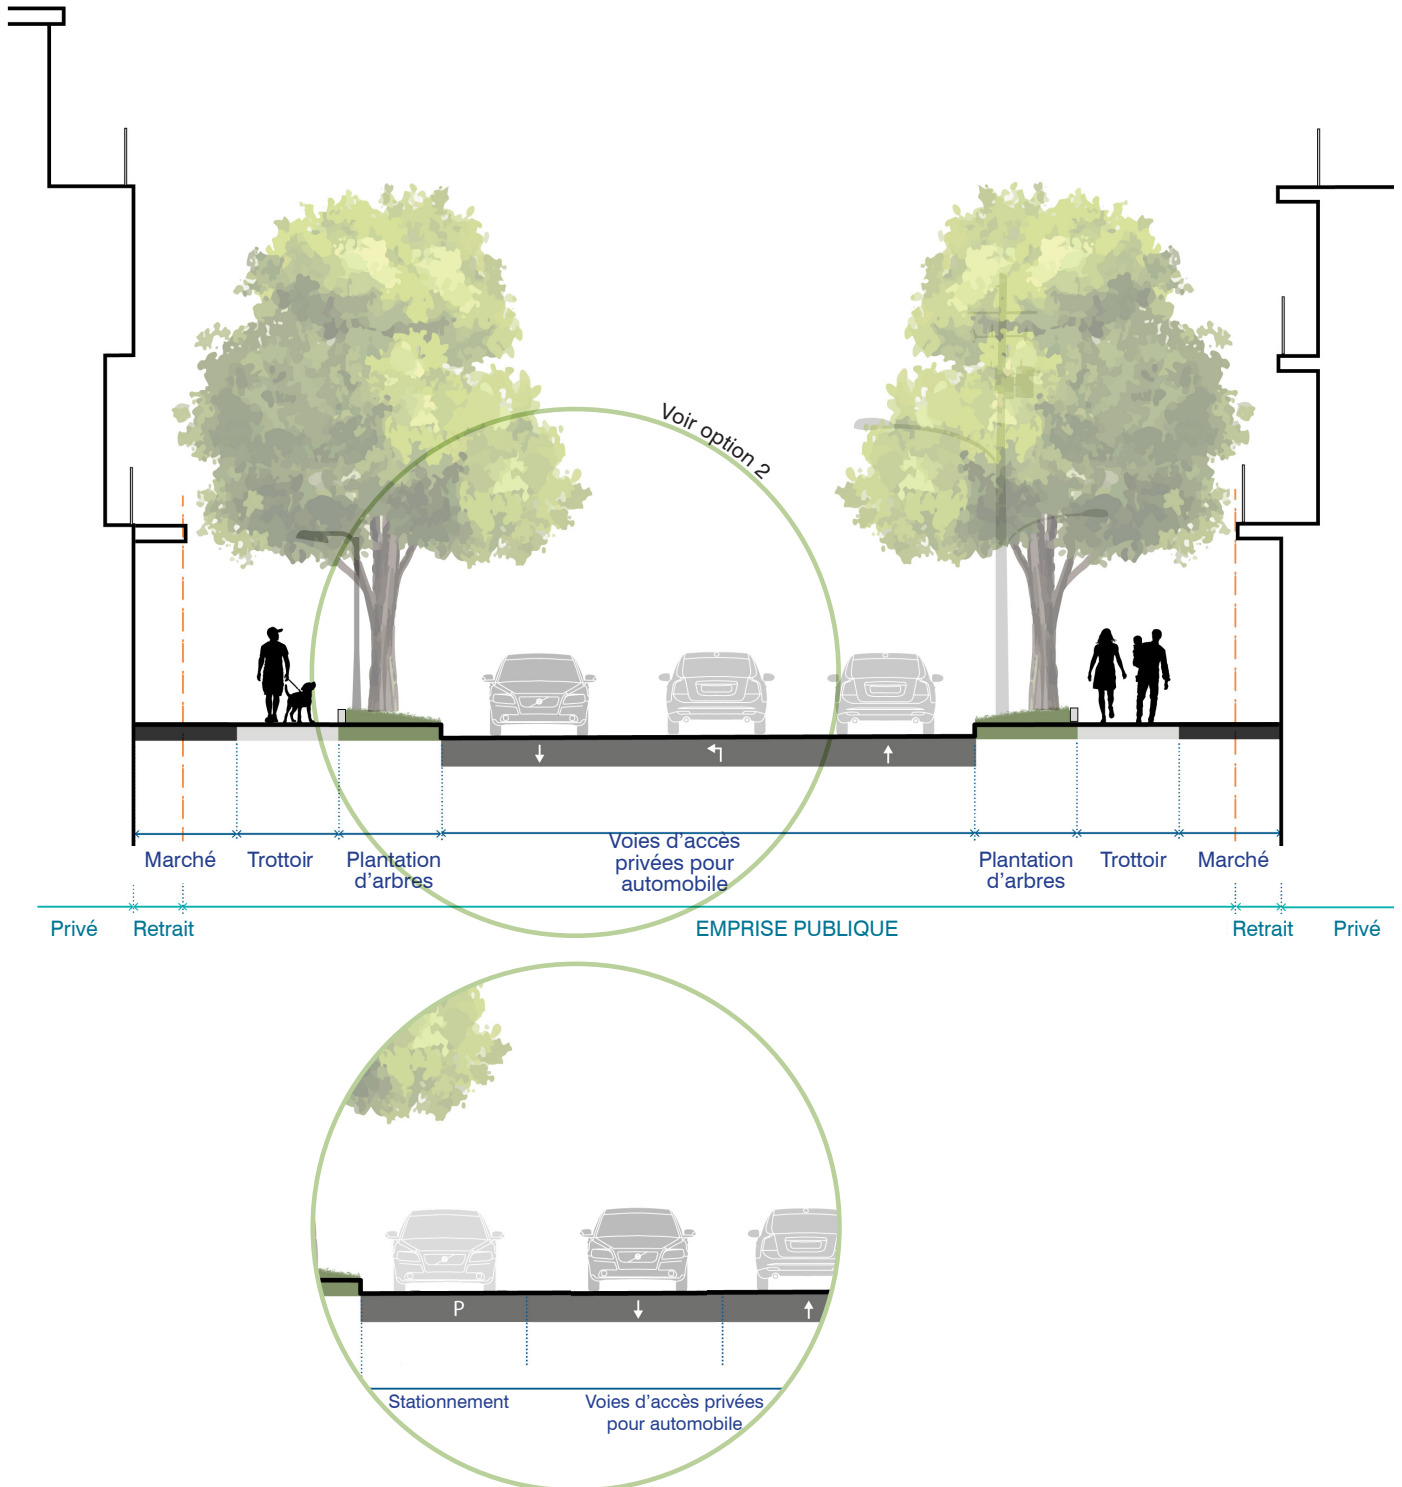 Voir option 2
Marché
Trottoir
Plantation
d'arbres
Voies d'accès
privées pour
automobile
Plantation
d'arbres
Trottoir
Marché
Privé
Retrait
EMPRISE PUBLIQUE
Retrait
Privé
P
Stationnement
Voies d'accès privées
pour automobile